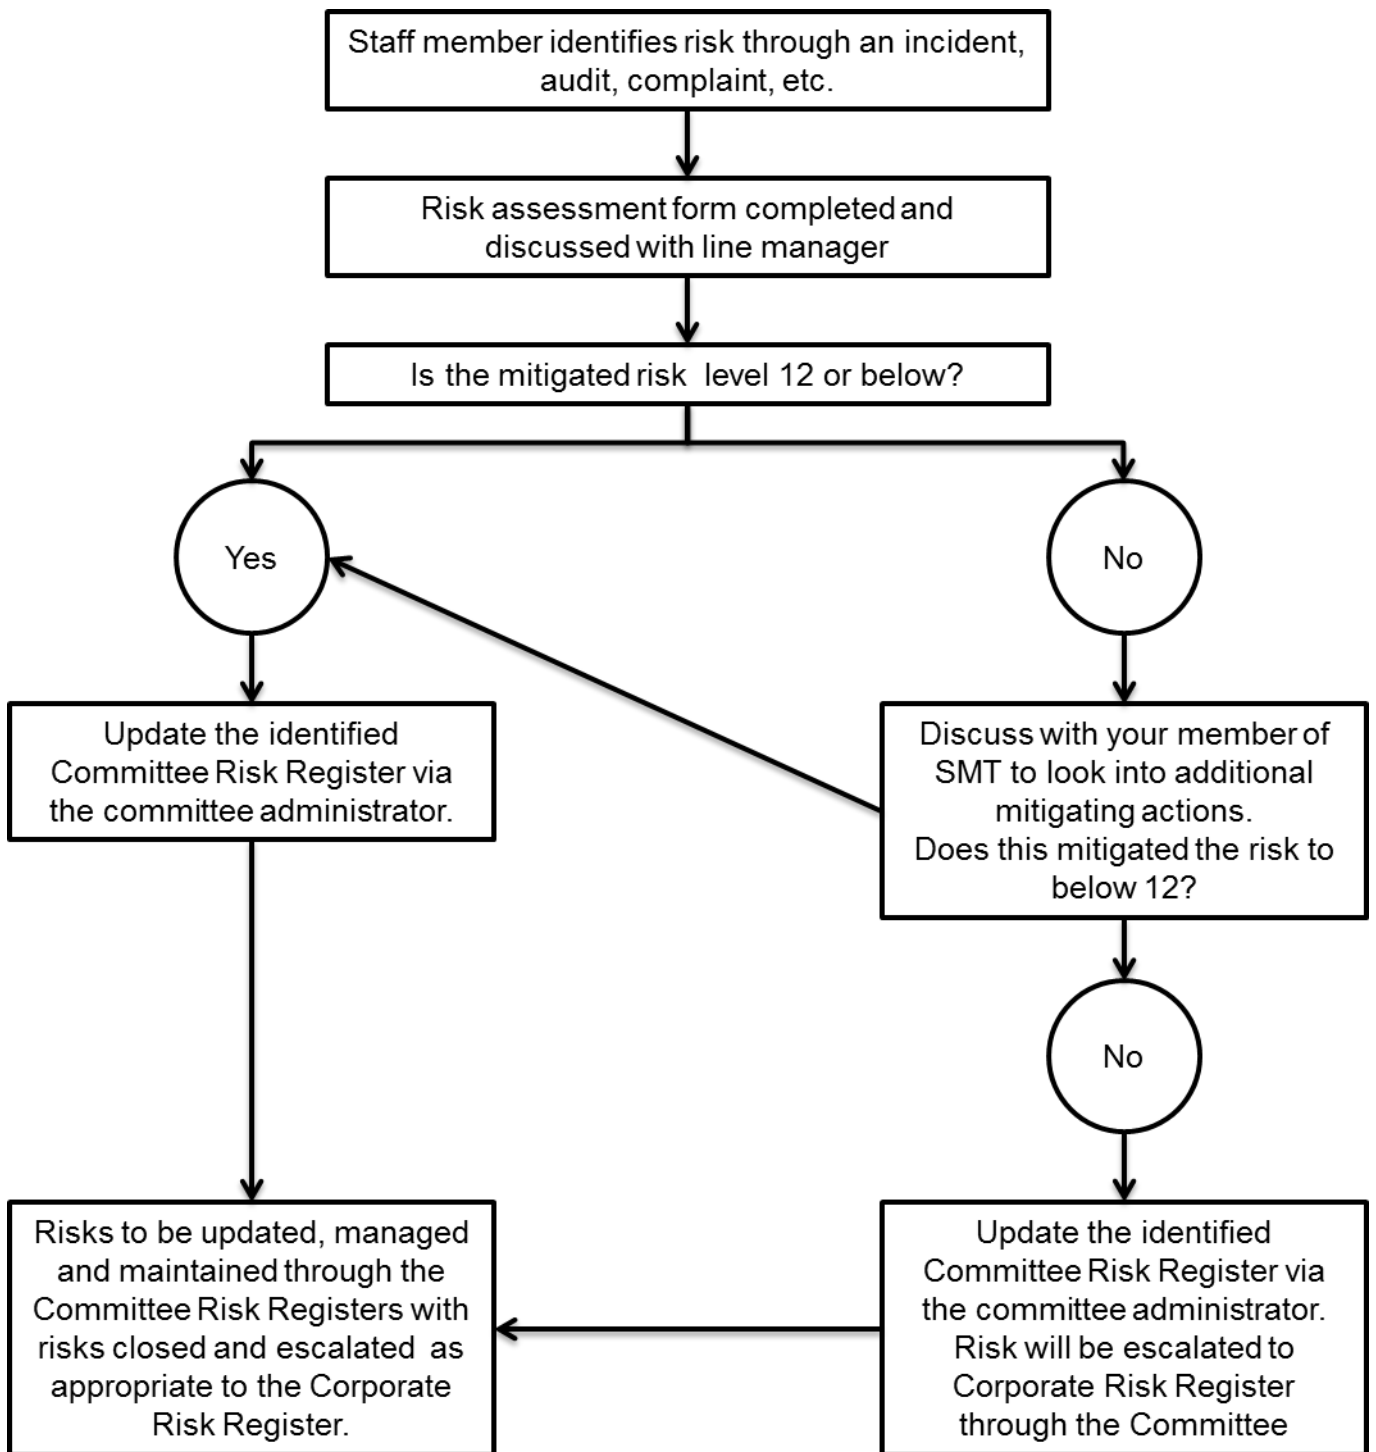 Staff member identifies risk through an incident,
audit, complaint, etc.
Risk assessment form completed and
discussed with line manager
Is the mitigated risk level 12 or below?
Yes
No
Update the identified
Committee Risk Register via
the committee administrator.
Discuss with your member of
SMT to look into additional
mitigating actions.
Does this mitigated the risk to
below 12?
No
Risks to be updated, managed
and maintained through the
Committee Risk Registers with
risks closed and escalated as
appropriate to the Corporate
Risk Register.
Update the identified
Committee Risk Register via
the committee administrator.
Risk will be escalated to
Corporate Risk Register
through the Committee